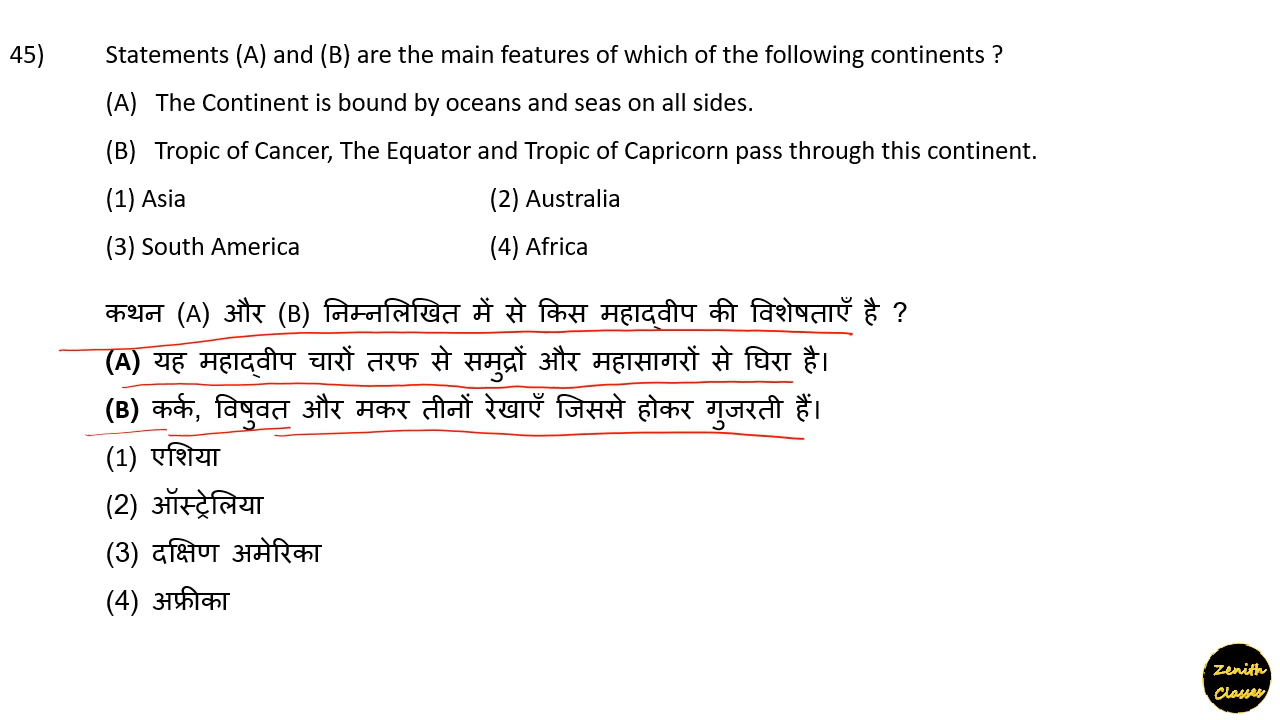 45) Statements (A) and (B) are the main features of which of the following continents ?
(A) The Continent is bound by oceans and seas on all sides.
(B) Tropic of Cancer, The Equator and Tropic of Capricorn pass through this continent.
(1) Asia (2) Australia
(3) South America (4) Africa
कथन (A) और (B) निम्नलिखित में से किस महाद्वीप की विशेषताएँ है ?
(A) यह महाद्वीप चारों तरफ से समुद्रों और महासागरों से घिरा है।
(B) कर्क, विषुवत और मकर तीनों रेखाएँ जिससे होकर गुजरती हैं।
(1) एशिया
(2) ऑस्ट्रेलिया
(3) दक्षिण अमेरिका
(4) अफ्रीका
Zenith
Classes